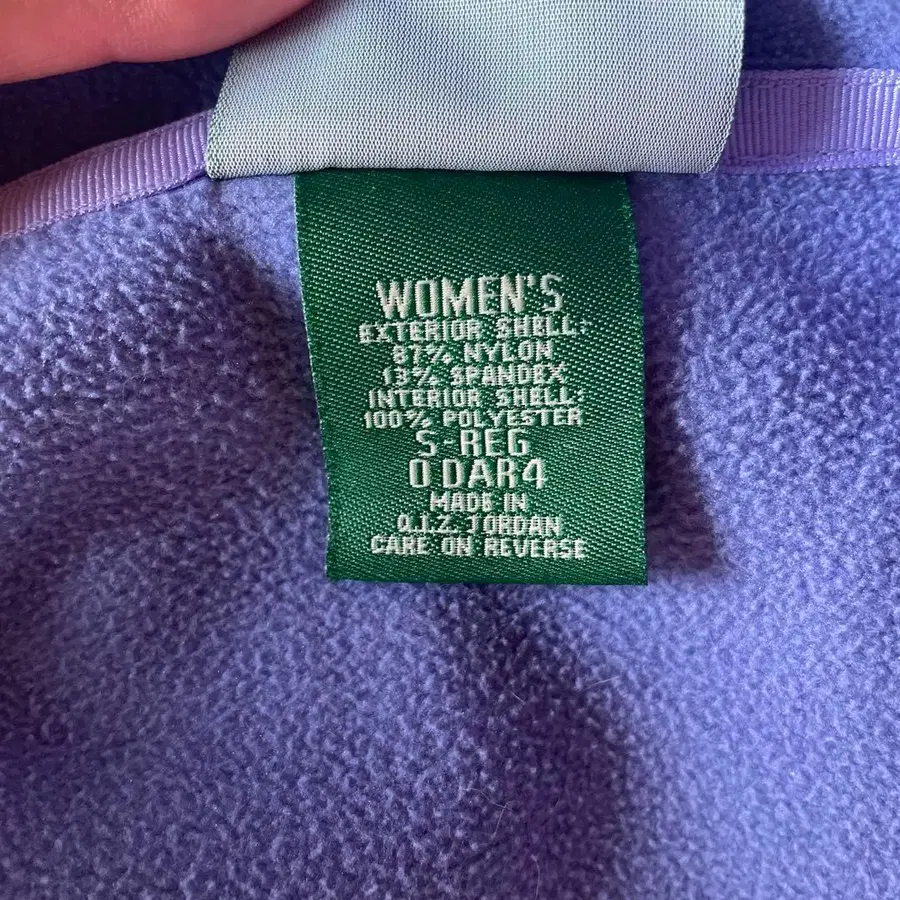 WOMEN'S
EXTERIOR SHELL:
87% NYLON
13% SPANDEX
INTERIOR SHELL:
100% POLYESTER
S-REG
0 DAR4
MADE IN
Q.I.Z. JORDAN
CARE ON REVERSE